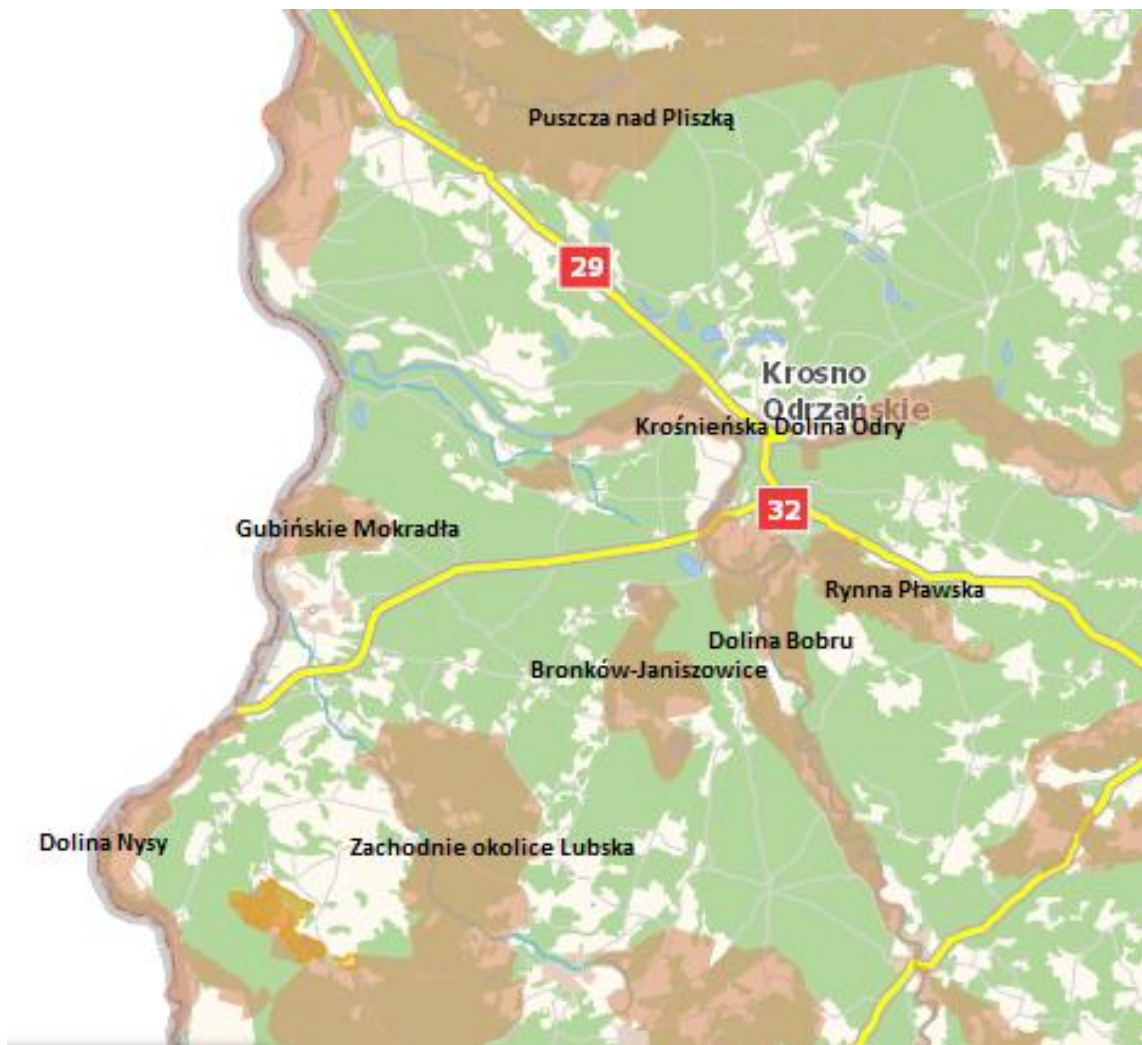 Puszcza nad Pliszką
29
Krosno
Odrzańskie
Krośnieńska Dolina Odry
32
Gubińskie Mokradła
Rynna Pławska
Dolina Bobru
Bronków-Janiszowice
Dolina Nysy
Zachodnie okolice Lubska